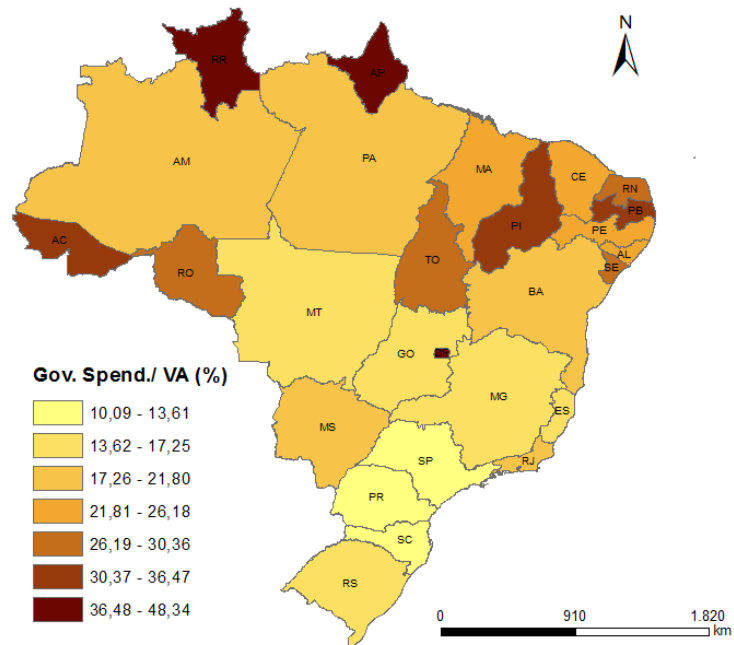 N
RR
AP
AM
PA
MA
CE
RN
PB
PI
PE
AC
AL
SE
RO
TO
BA
MT
GO
DF
MG
ES
MS
SP
RJ
PR
SC
RS
Gov. Spend./ VA (%)
10,09 - 13,61
13,62 - 17,25
17,26 - 21,80
21,81 - 26,18
26,19 - 30,36
30,37 - 36,47
36,48 - 48,34
0 910 1.820
km